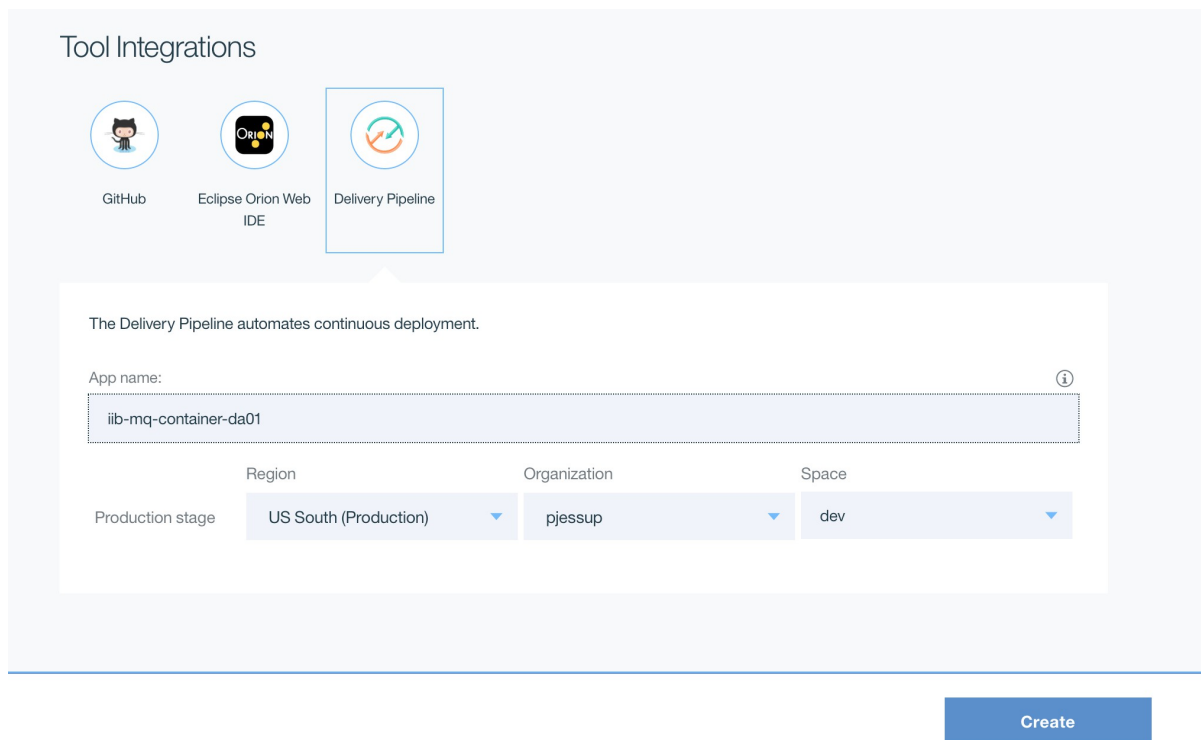 Tool Integrations
ORION
GitHub
Eclipse Orion Web
IDE
Delivery Pipeline
The Delivery Pipeline automates continuous deployment.
App name:
i
iib-mq-container-da01
Region
Organization
Space
Production stage
US South (Production)
pjessup
dev
Create